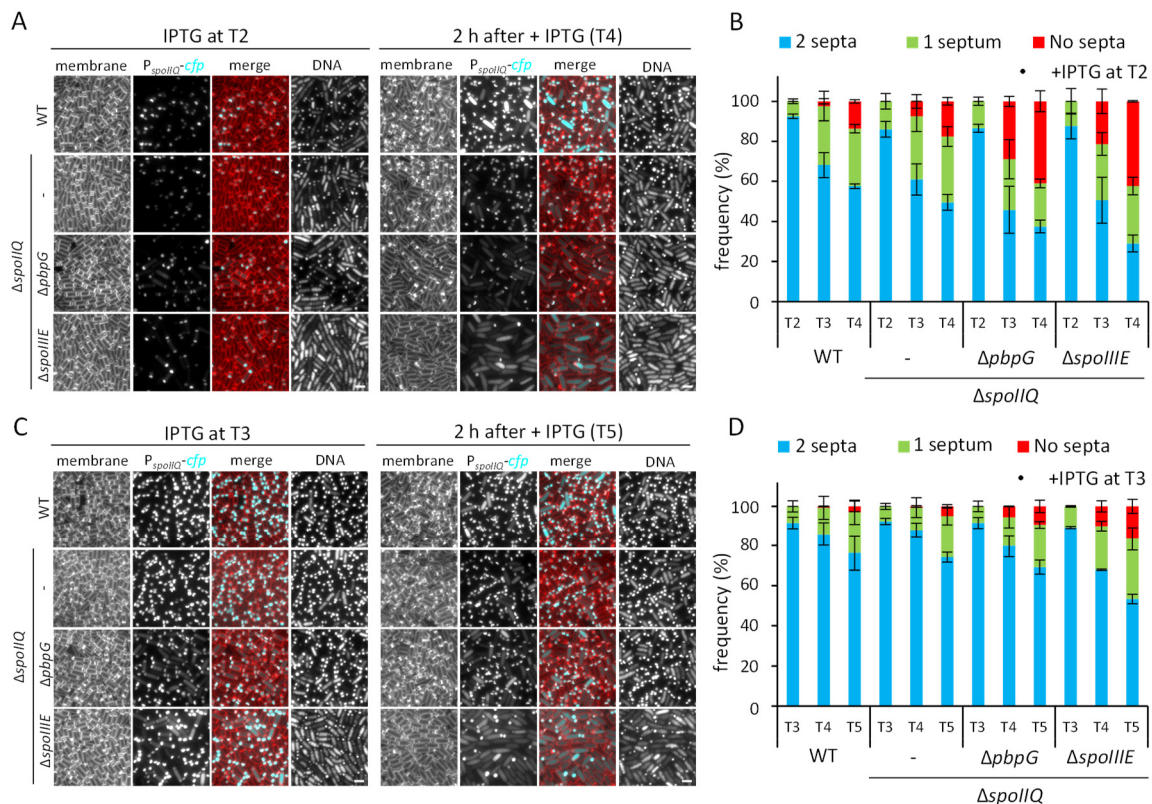 A
IPTG at T2
2 h after + IPTG (T4)
membrane PspoIIQ-cfp merge DNA
membrane PspoIIQ-cfp merge DNA
WT
-
ΔpbpG
ΔspoIIIE
ΔspoIIQ
B
2 septa 1 septum No septa
• +IPTG at T2
frequency (%)
100
80
60
40
20
0
T2 T3 T4 T2 T3 T4 T2 T3 T4 T2 T3 T4
WT - ΔpbpG ΔspoIIIE
ΔspoIIQ
C
IPTG at T3
2 h after + IPTG (T5)
membrane PspoIIQ-cfp merge DNA
membrane PspoIIQ-cfp merge DNA
WT
-
ΔpbpG
ΔspoIIIE
ΔspoIIQ
D
2 septa 1 septum No septa
• +IPTG at T3
frequency (%)
100
80
60
40
20
0
T3 T4 T5 T3 T4 T5 T3 T4 T5 T3 T4 T5
WT - ΔpbpG ΔspoIIIE
ΔspoIIQ